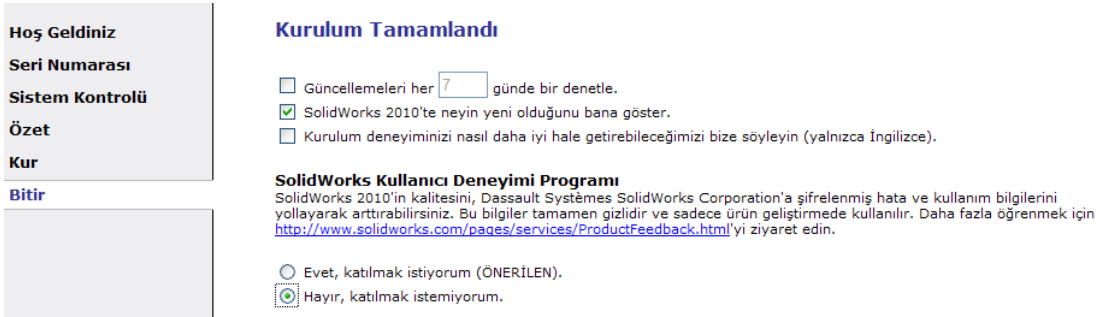 Hoş Geldiniz
Seri Numarası
Sistem Kontrolü
Özet
Kur
Bitir
Kurulum Tamamlandı
Güncellemeleri her 7 günde bir denetle.
SolidWorks 2010'te neyin yeni olduğunu bana göster.
Kurulum deneyiminizi nasıl daha iyi hale getirebileceğimizi bize söyleyin (yalnızca İngilizce).
SolidWorks Kullanıcı Deneyimi Programı
SolidWorks 2010'in kalitesini, Dassault Systèmes SolidWorks Corporation'a şifrelenmiş hata ve kullanım bilgilerini
yollayarak arttırabilirsiniz. Bu bilgiler tamamen gizlidir ve sadece ürün geliştirmede kullanılır. Daha fazla öğrenmek için
http://www.solidworks.com/pages/services/ProductFeedback.html'yi ziyaret edin.
Evet, katılmak istiyorum (ÖNERİLEN).
Hayır, katılmak istemiyorum.